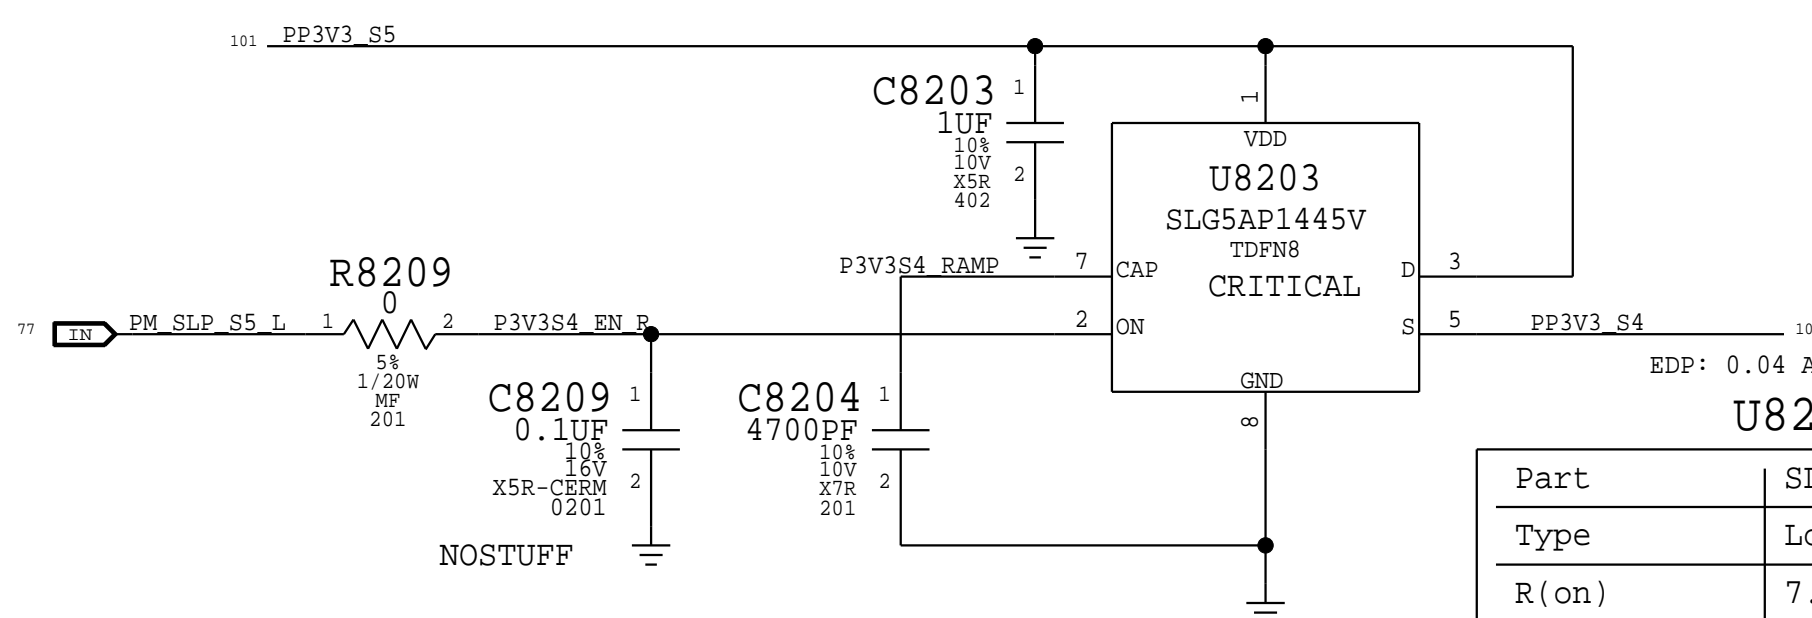 101 PP3V3_S5
C8203 1
1UF
10%
10V
X5R
402
2
1
VDD
U8203
SLG5AP1445V
TDFN8
CRITICAL
P3V3S4_RAMP 7 CAP
D 3
R8209
0
77 IN PM_SLP_S5_L 1 2 P3V3S4_EN_R 2 ON
S 5 PP3V3_S4 10
5%
1/20W
MF
201
EDP: 0.04 A
GND
8
C8209 1
0.1UF
10%
16V
X5R-CERM
0201
2
NOSTUFF
C8204 1
4700PF
10%
10V
X7R
201
2
U82
Part
Type
R(on) 7.